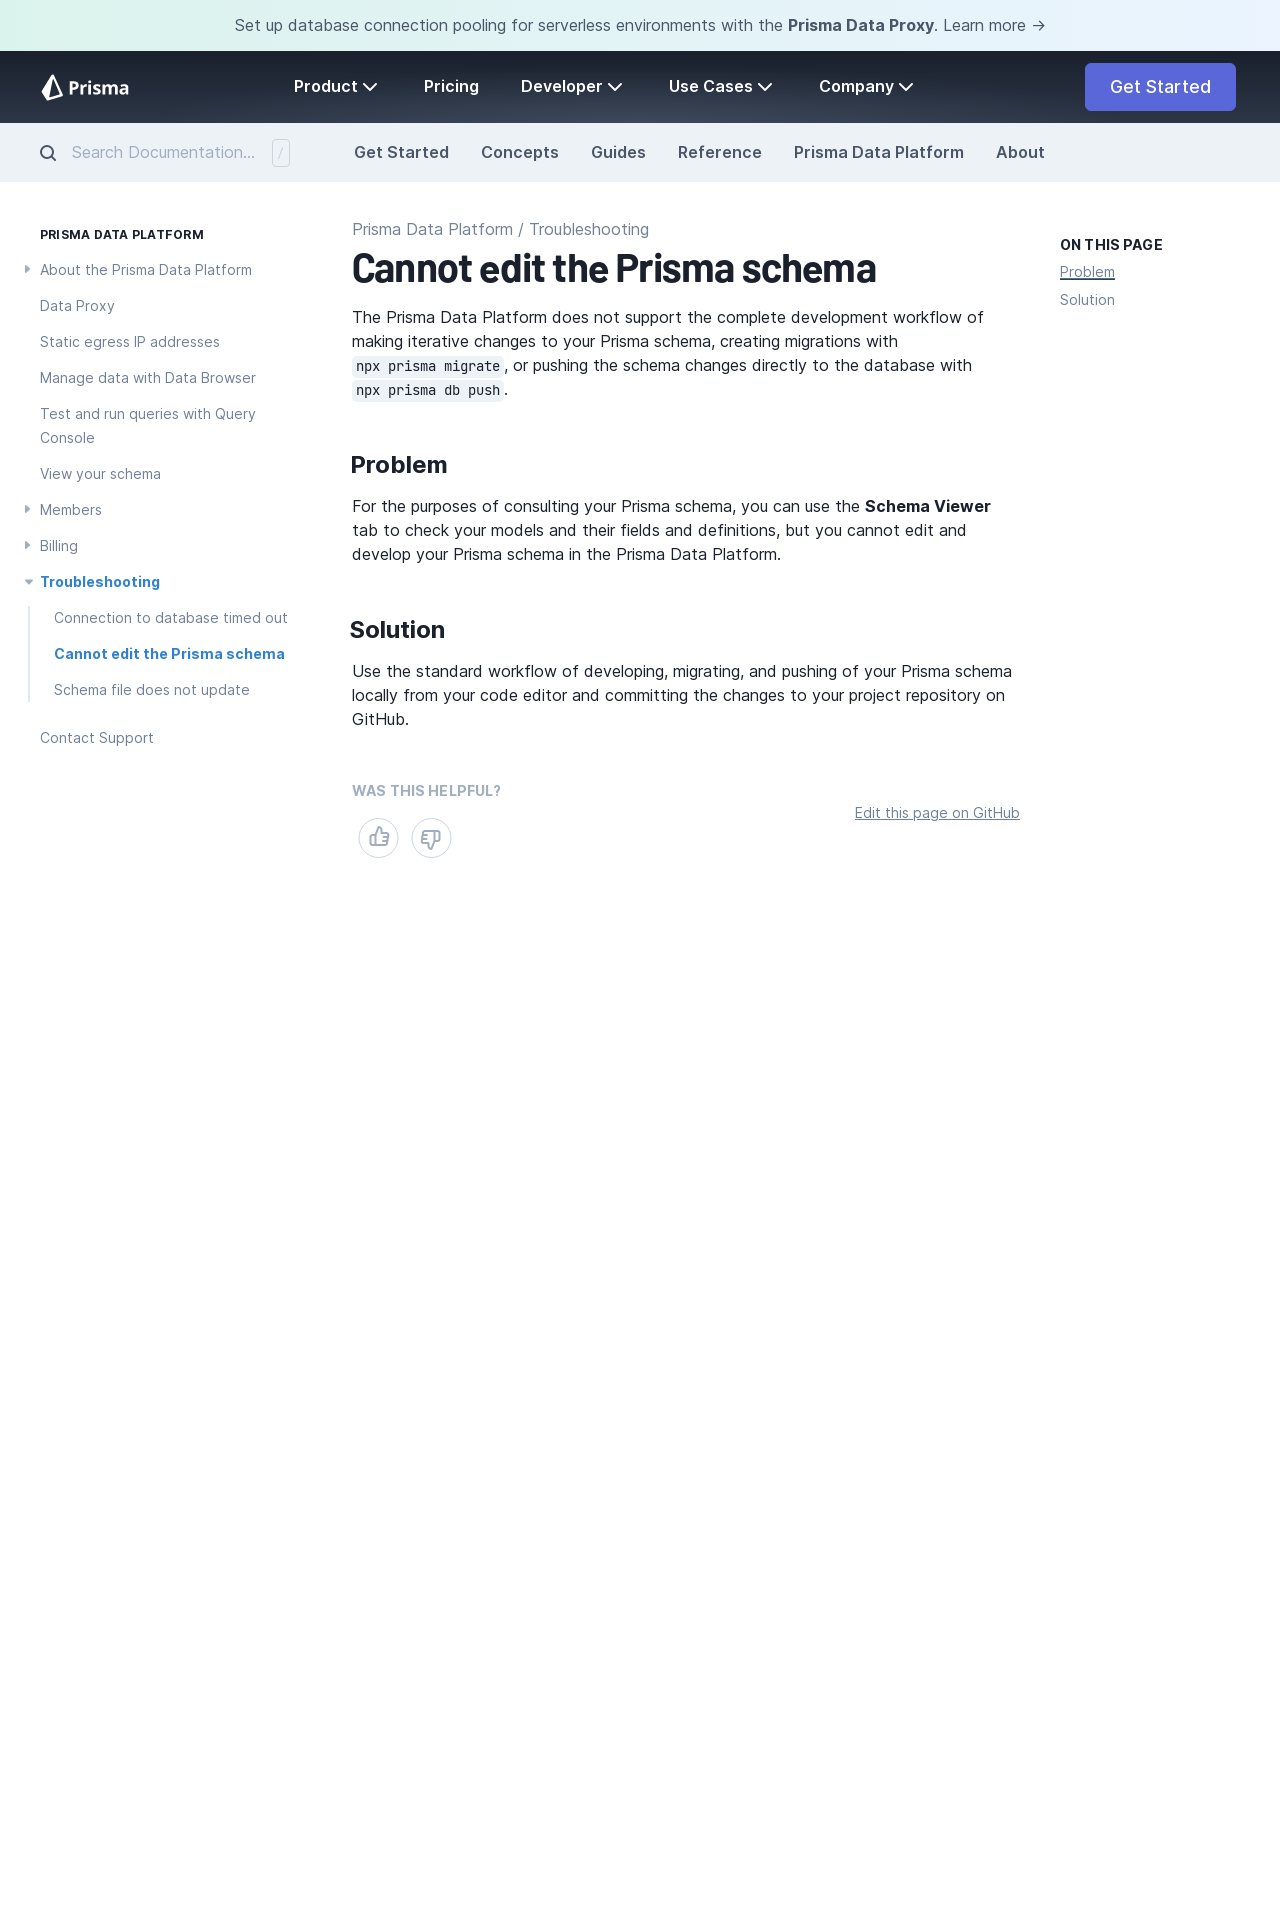 Set up database connection pooling for serverless environments with the Prisma Data Proxy. Learn more →
Prisma
Product
Pricing
Developer
Use Cases
Company
Get Started
Search Documentation...
/
Get Started
Concepts
Guides
Reference
Prisma Data Platform
About
PRISMA DATA PLATFORM
About the Prisma Data Platform
Data Proxy
Static egress IP addresses
Manage data with Data Browser
Test and run queries with Query
Console
View your schema
Members
Billing
Troubleshooting
Connection to database timed out
Cannot edit the Prisma schema
Schema file does not update
Contact Support
Prisma Data Platform / Troubleshooting
Cannot edit the Prisma schema
The Prisma Data Platform does not support the complete development workflow of
making iterative changes to your Prisma schema, creating migrations with
npx prisma migrate, or pushing the schema changes directly to the database with
npx prisma db push.
Problem
For the purposes of consulting your Prisma schema, you can use the Schema Viewer
tab to check your models and their fields and definitions, but you cannot edit and
develop your Prisma schema in the Prisma Data Platform.
Solution
Use the standard workflow of developing, migrating, and pushing of your Prisma schema
locally from your code editor and committing the changes to your project repository on
GitHub.
WAS THIS HELPFUL?
Edit this page on GitHub
ON THIS PAGE
Problem
Solution